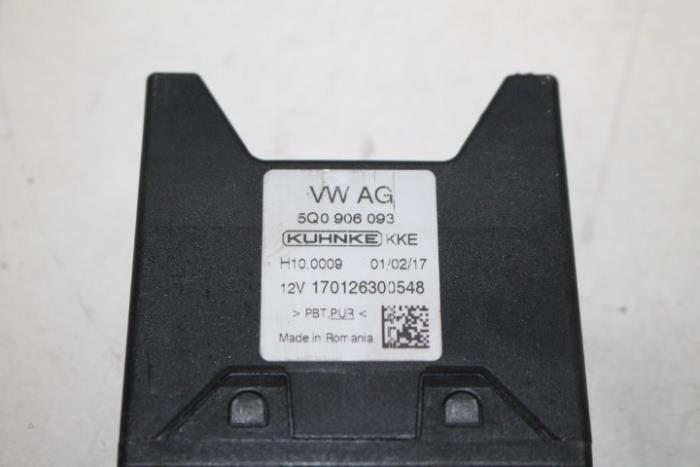 VW AG
5Q0 906 093
KUHNKE KKE
H10.0009 01/02/17
12V 170126300548
> PBT,PUR <
Made in Romania